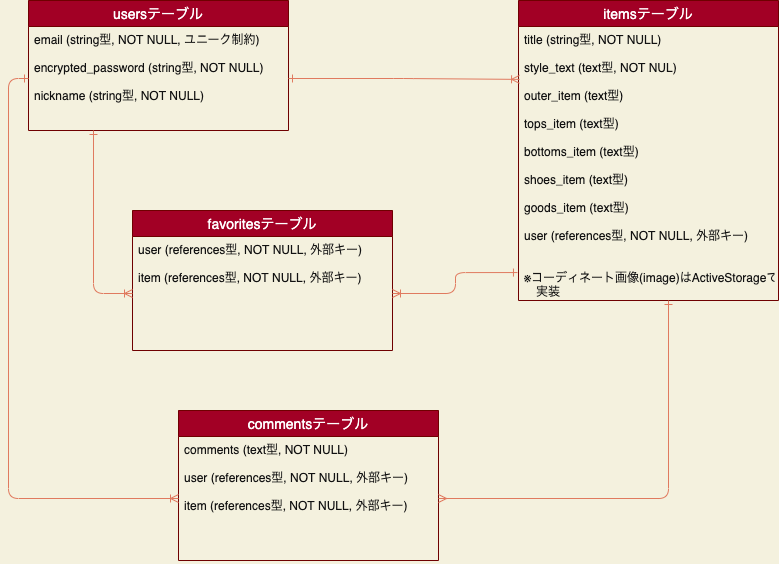 usersテーブル
email (string型, NOT NULL, ユニーク制約)
encrypted_password (string型, NOT NULL)
nickname (string型, NOT NULL)
itemsテーブル
title (string型, NOT NULL)
style_text (text型, NOT NUL)
outer_item (text型)
tops_item (text型)
bottoms_item (text型)
shoes_item (text型)
goods_item (text型)
user (references型, NOT NULL, 外部キー)
※コーディネート画像(image)はActiveStorageで
実装
favoritesテーブル
user (references型, NOT NULL, 外部キー)
item (references型, NOT NULL, 外部キー)
commentsテーブル
comments (text型, NOT NULL)
user (references型, NOT NULL, 外部キー)
item (references型, NOT NULL, 外部キー)